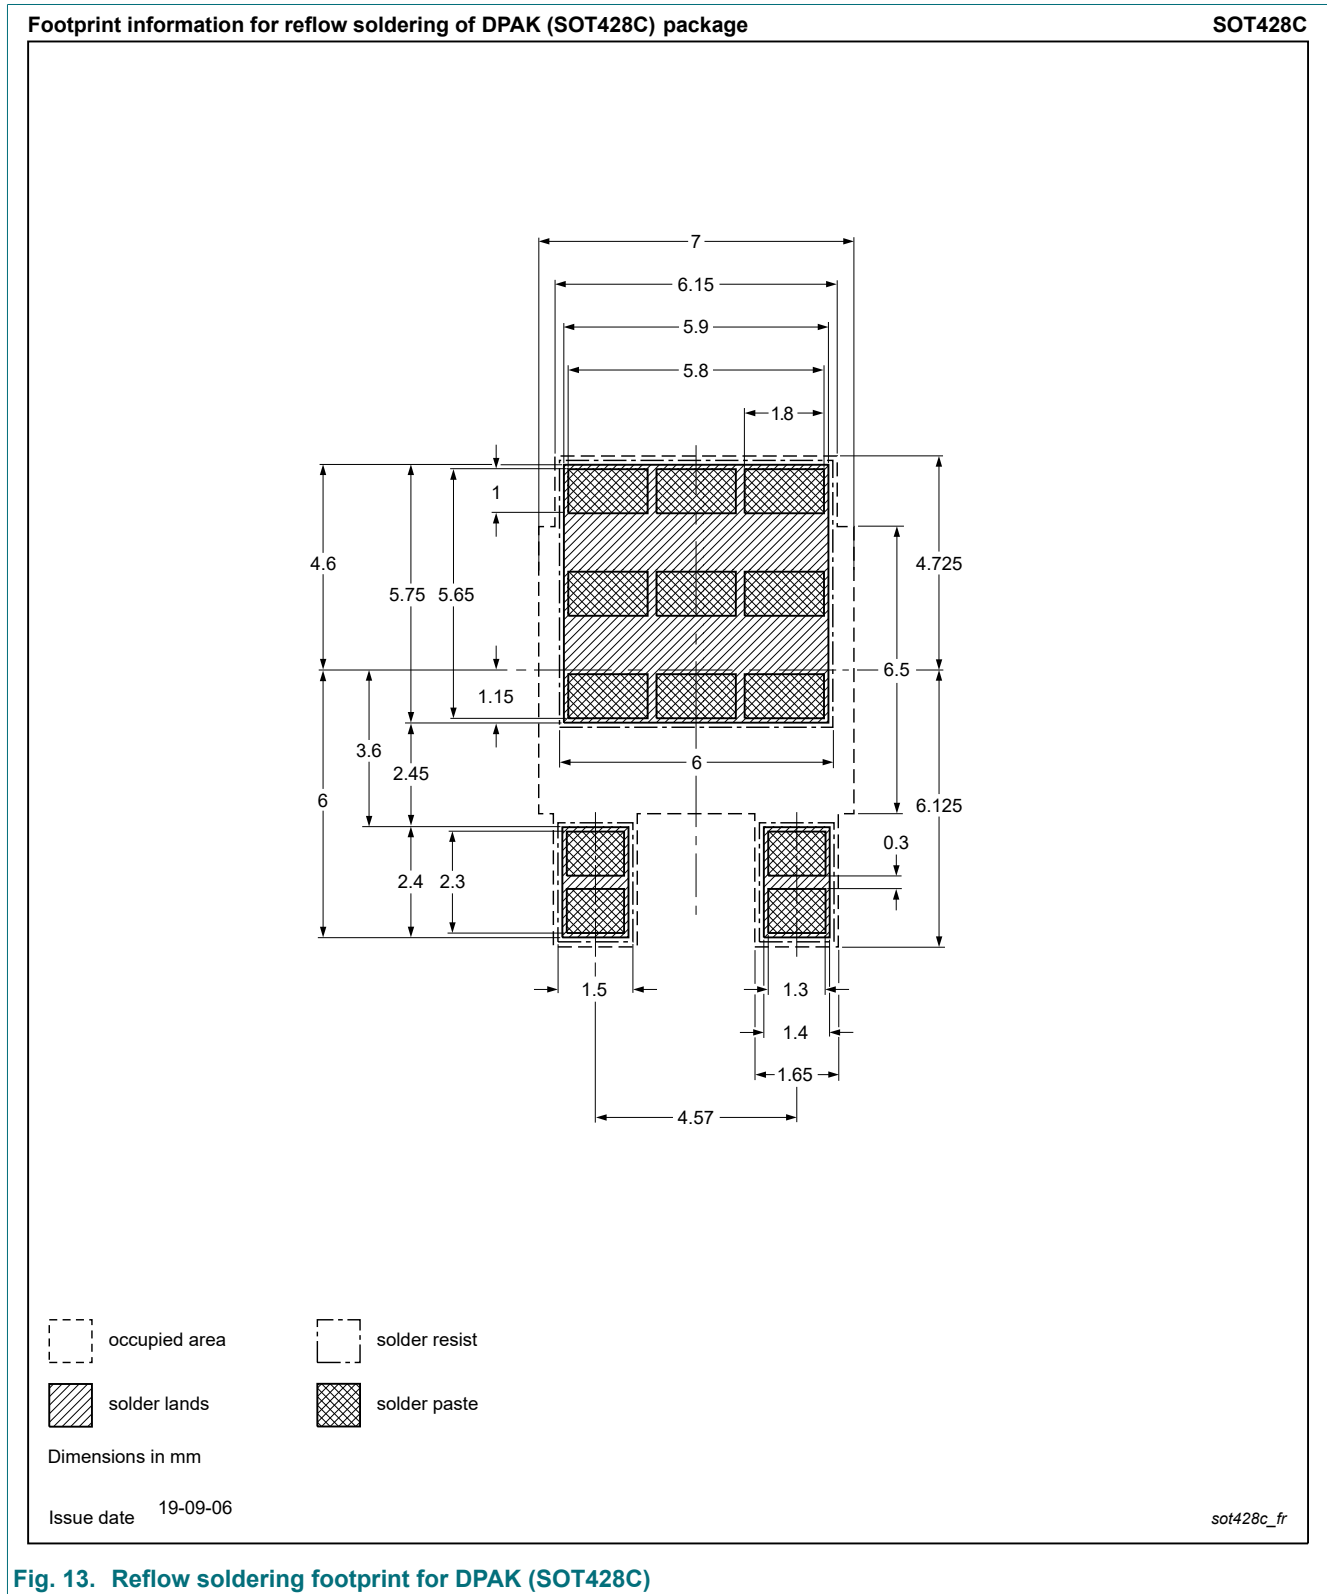 Footprint information for reflow soldering of DPAK (SOT428C) package SOT428C
7
6.15
5.9
5.8
1.8
1
4.6
5.75 5.65
4.725
6.5
1.15
3.6
2.45
6
6
6.125
0.3
2.4 2.3
1.5
1.3
1.4
1.65
4.57
occupied area
solder resist
solder lands
solder paste
Dimensions in mm
Issue date 19-09-06
sot428c_fr
Fig. 13. Reflow soldering footprint for DPAK (SOT428C)